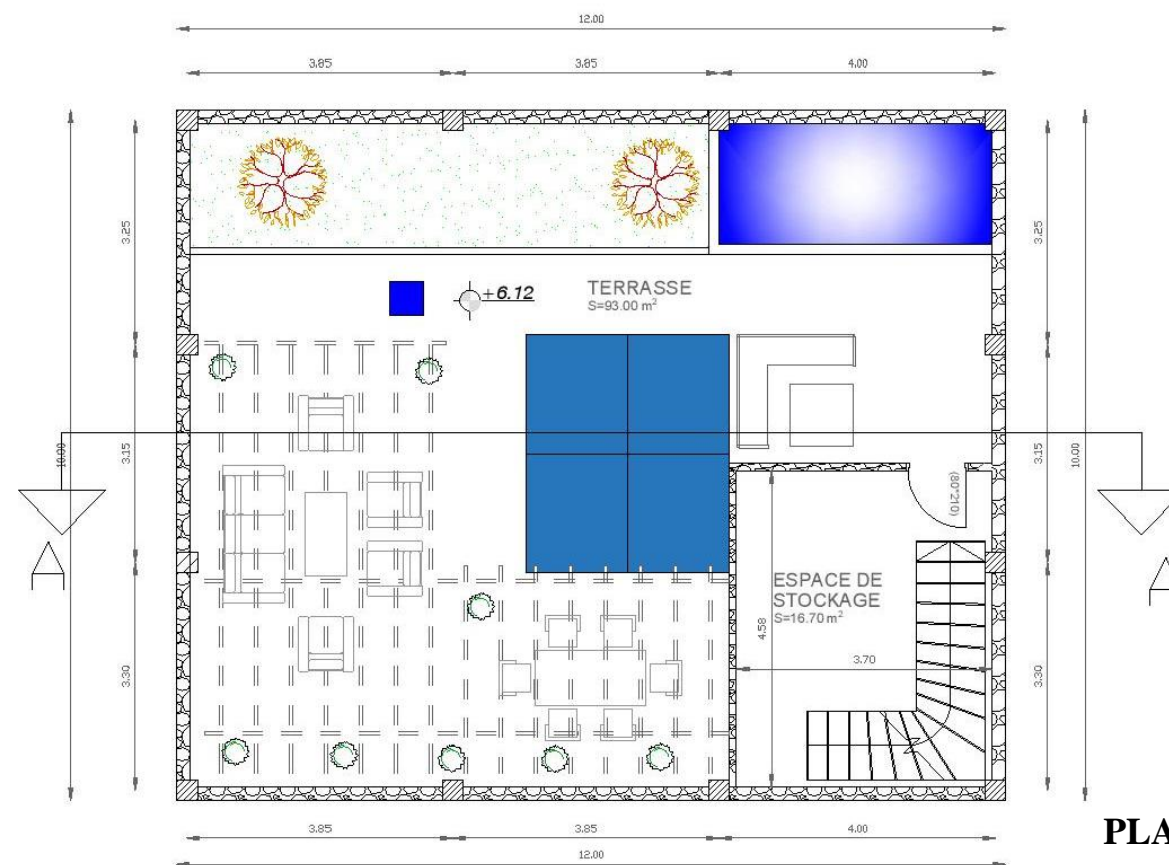 12.00
3.85 3.85 4.00
3.25 3.25
+6.12
TERRASSE
S=93.00 m²
10.00 3.15 3.15 10.00
(80*210)
ESPACE DE
STOCKAGE
S=16.70 m²
4.58
3.70
A A
3.30 3.30
3.85 3.85 4.00
12.00
PLA